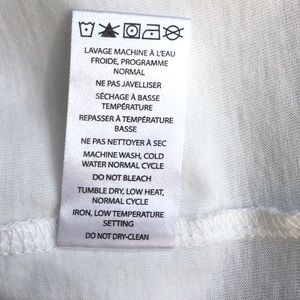 LAVAGE MACHINE À L'EAU
FROIDE, PROGRAMME
NORMAL
NE PAS JAVELLISER
SÉCHAGE À BASSE
TEMPÉRATURE
REPASSER À TEMPÉRATURE
BASSE
NE PAS NETTOYER À SEC
MACHINE WASH, COLD
WATER NORMAL CYCLE
DO NOT BLEACH
TUMBLE DRY, LOW HEAT,
NORMAL CYCLE
IRON, LOW TEMPERATURE
SETTING
DO NOT DRY-CLEAN